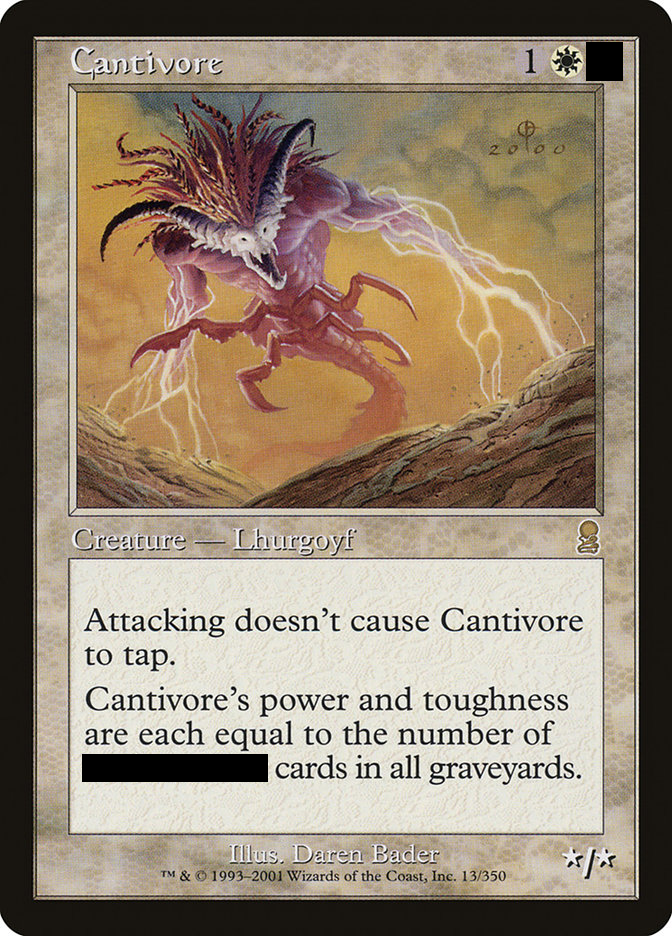 Cantivore 1
2000
Creature — Lhurgoyf
Attacking doesn't cause Cantivore
to tap.
Cantivore's power and toughness
are each equal to the number of
cards in all graveyards.
Illus. Daren Bader
™ & © 1993–2001 Wizards of the Coast, Inc. 13/350
*/*